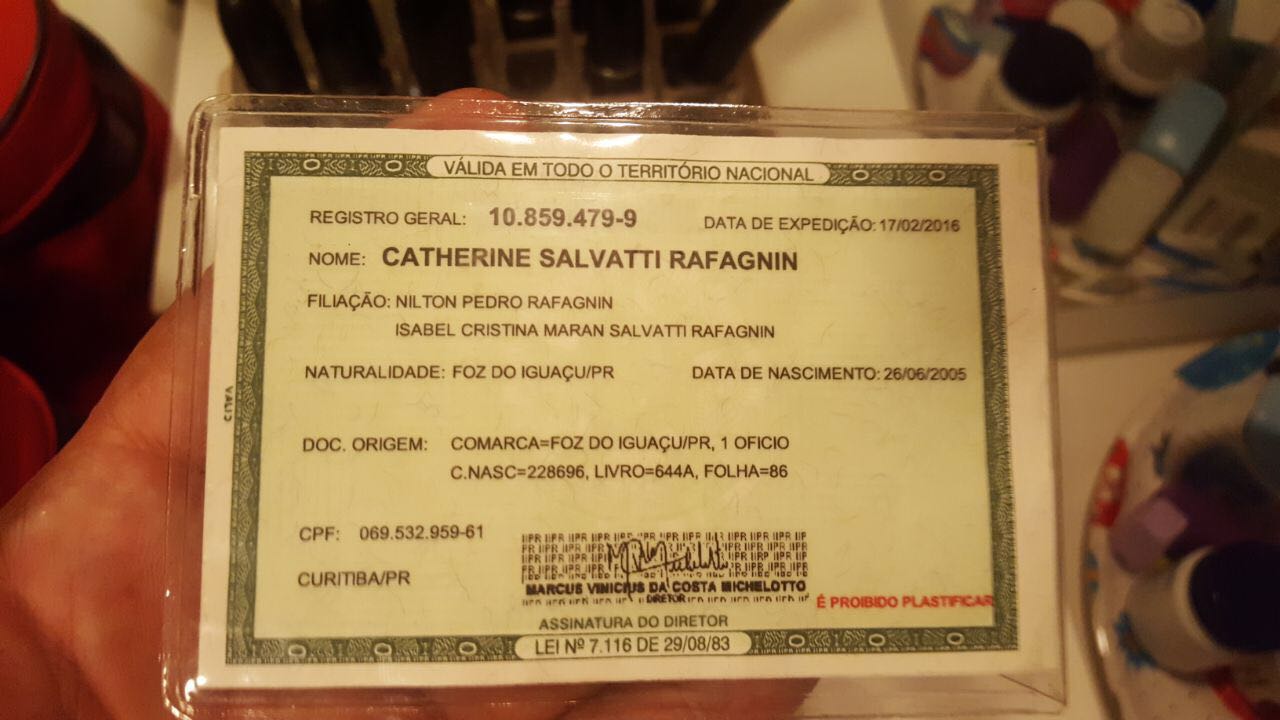 VÁLIDA EM TODO O TERRITÓRIO NACIONAL
REGISTRO GERAL: 10.859.479-9 DATA DE EXPEDIÇÃO: 17/02/2016
NOME: CATHERINE SALVATTI RAFAGNIN
FILIAÇÃO: NILTON PEDRO RAFAGNIN
ISABEL CRISTINA MARAN SALVATTI RAFAGNIN
NATURALIDADE: FOZ DO IGUAÇU/PR DATA DE NASCIMENTO: 26/06/2005
DOC. ORIGEM: COMARCA=FOZ DO IGUAÇU/PR, 1 OFICIO
C.NASC=228696, LIVRO=644A, FOLHA=86
CPF: 069.532.959-61
CURITIBA/PR
MARCUS VINICIUS DA COSTA MICHELOTTO
DIRETOR
É PROIBIDO PLASTIFICAR
ASSINATURA DO DIRETOR
LEI Nº 7.116 DE 29/08/83